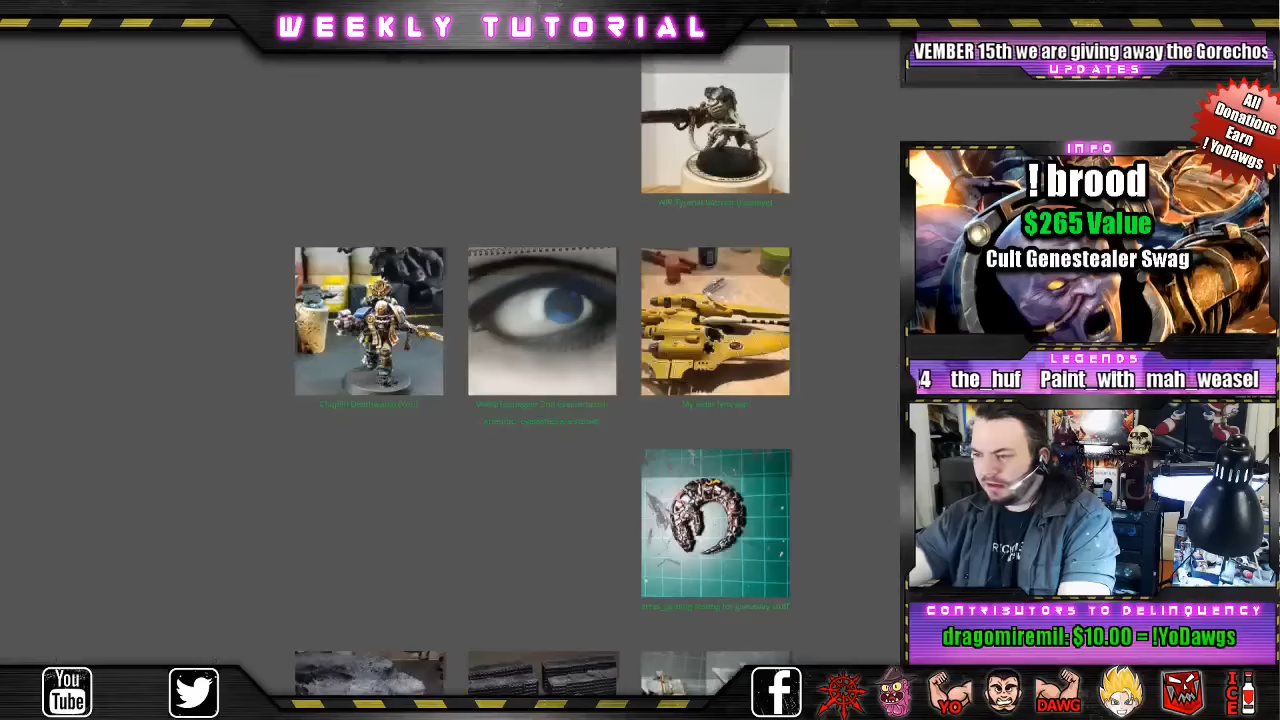 WEEKLY TUTORIAL
VEMBER 15th we are giving away the Gorechos
UPDATES
All
Donations
Earn
! YoDawgs
INFO
! brood
$265 Value
Cult Genestealer Swag
LEGENDS
4 the_huf Paint_with_mah_weasel
CONTRIBUTORS TO DELINQUENCY
dragomiremil: $10.00 = !YoDawgs
You
Tube
f
YO
DAWG
ICE